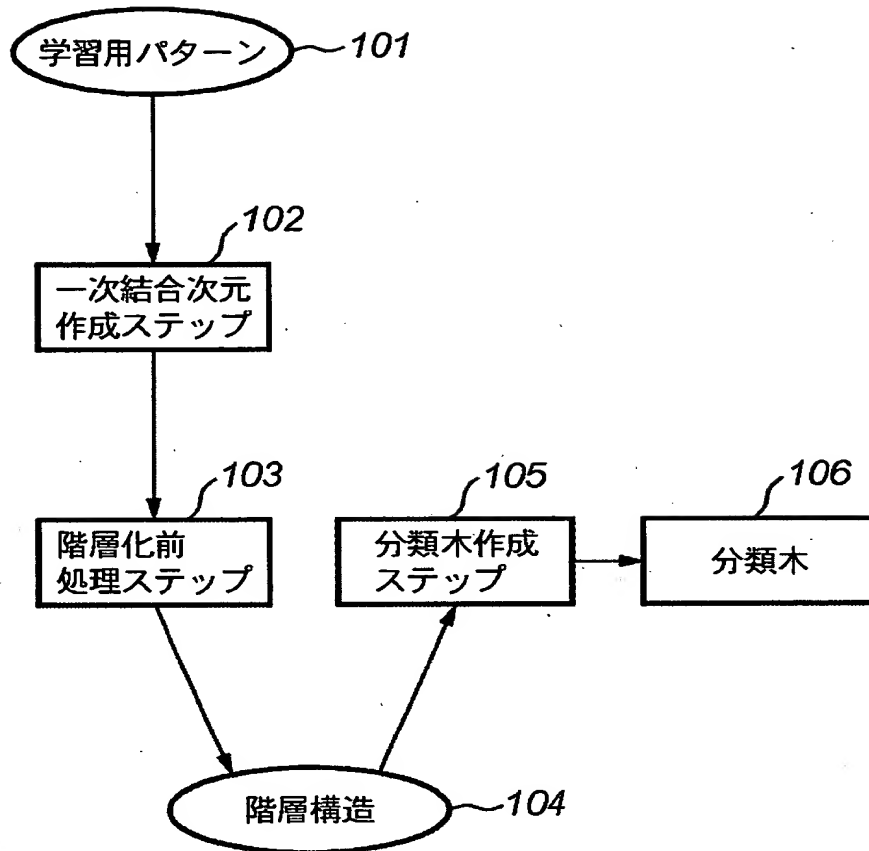 学習用パターン
101
102
一次結合次元
作成ステップ
103
階層化前
処理ステップ
105
分類木作成
ステップ
106
分類木
階層構造
104